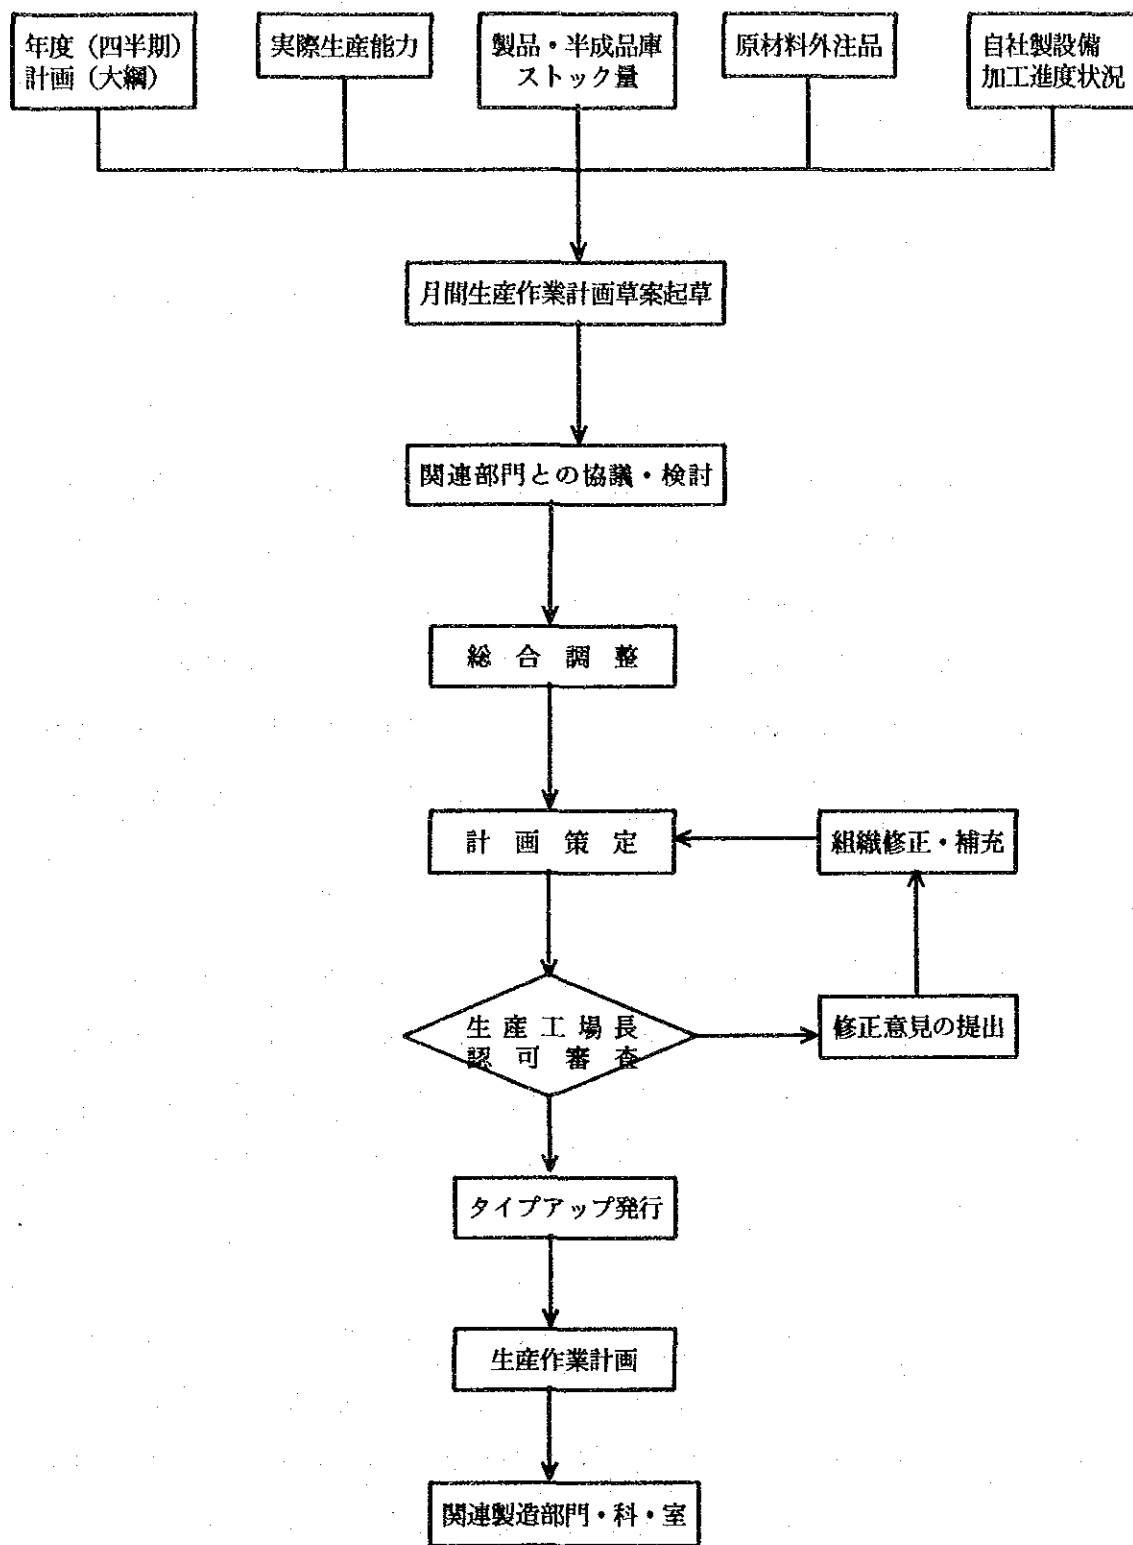 年度（四半期）
計画（大綱）
実際生産能力
製品・半成品庫
ストック量
原材料外注品
自社製設備
加工進度状況
月間生産作業計画草案起草
関連部門との協議・検討
総合調整
計画策定
組織修正・補充
生産工場長
認可審査
修正意見の提出
タイプアップ発行
生産作業計画
関連製造部門・科・室